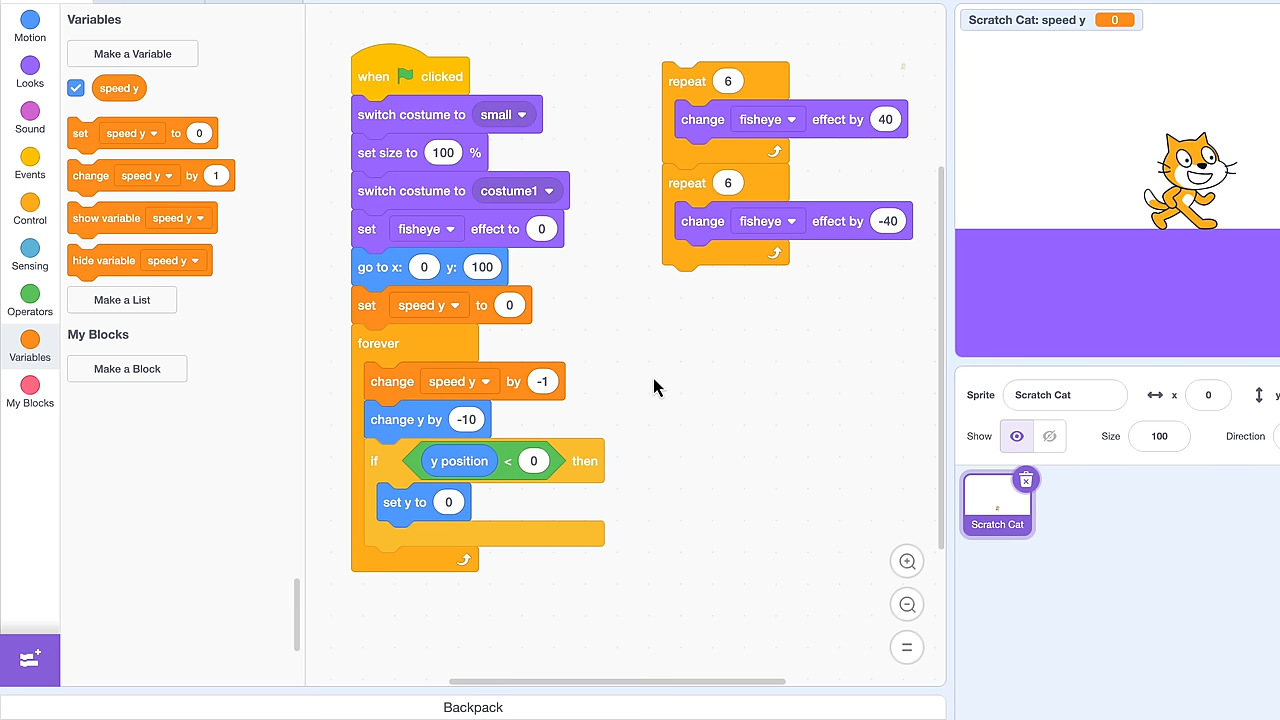 Motion
Looks
Sound
Events
Control
Sensing
Operators
Variables
My Blocks
Variables
Make a Variable
speed y
set speed y to 0
change speed y by 1
show variable speed y
hide variable speed y
Make a List
My Blocks
Make a Block
when clicked
switch costume to small
set size to 100 %
switch costume to costume1
set fisheye effect to 0
go to x: 0 y: 100
set speed y to 0
forever
change speed y by -1
change y by -10
if y position < 0 then
set y to 0
repeat 6
change fisheye effect by 40
repeat 6
change fisheye effect by -40
Backpack
Scratch Cat: speed y 0
Sprite Scratch Cat x 0 y
Show Size 100 Direction
Scratch Cat